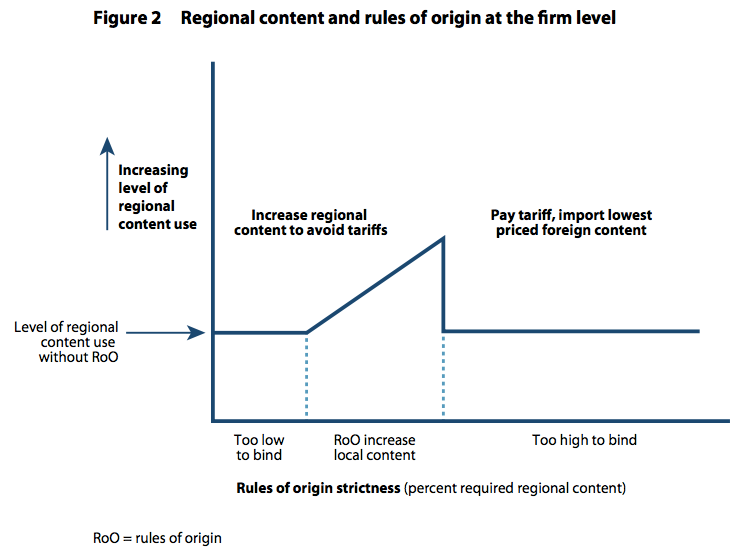 Figure 2 Regional content and rules of origin at the firm level
Increasing
level of
regional
content use
Increase regional
content to avoid tariffs
Pay tariff, import lowest
priced foreign content
Level of regional
content use
without RoO
Too low
to bind
RoO increase
local content
Too high to bind
Rules of origin strictness (percent required regional content)
RoO = rules of origin